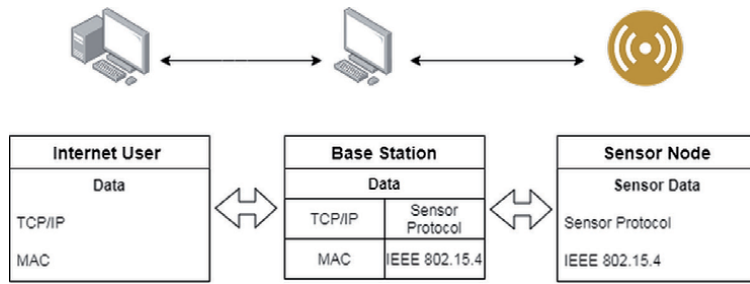 Internet User
Data
TCP/IP
MAC
Base Station
Data
TCP/IP
Sensor
Protocol
MAC
IEEE 802.15.4
Sensor Node
Sensor Data
Sensor Protocol
IEEE 802.15.4